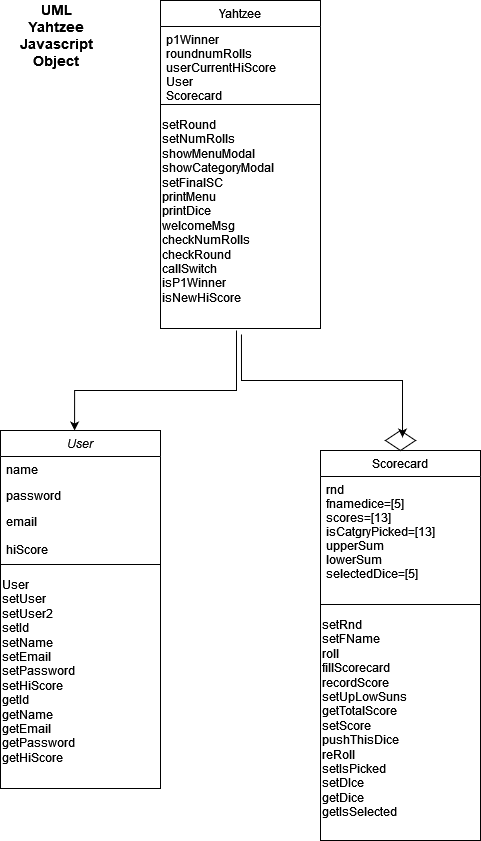 UML
Yahtzee
Javascript
Object
Yahtzee
p1Winner
roundnumRolls
userCurrentHiScore
User
Scorecard
setRound
setNumRolls
showMenuModal
showCategoryModal
setFinalSC
printMenu
printDice
welcomeMsg
checkNumRolls
checkRound
callSwitch
isP1Winner
isNewHiScore
User
name
password
email
hiScore
User
setUser
setUser2
setId
setName
setEmail
setPassword
setHiScore
getId
getName
getEmail
getPassword
getHiScore
Scorecard
rnd
fnamedice=[5]
scores=[13]
isCatgryPicked=[13]
upperSum
lowerSum
selectedDice=[5]
setRnd
setFName
roll
fillScorecard
recordScore
setUpLowSuns
getTotalScore
setScore
pushThisDice
reRoll
setIsPicked
setDIce
getDice
getIsSelected